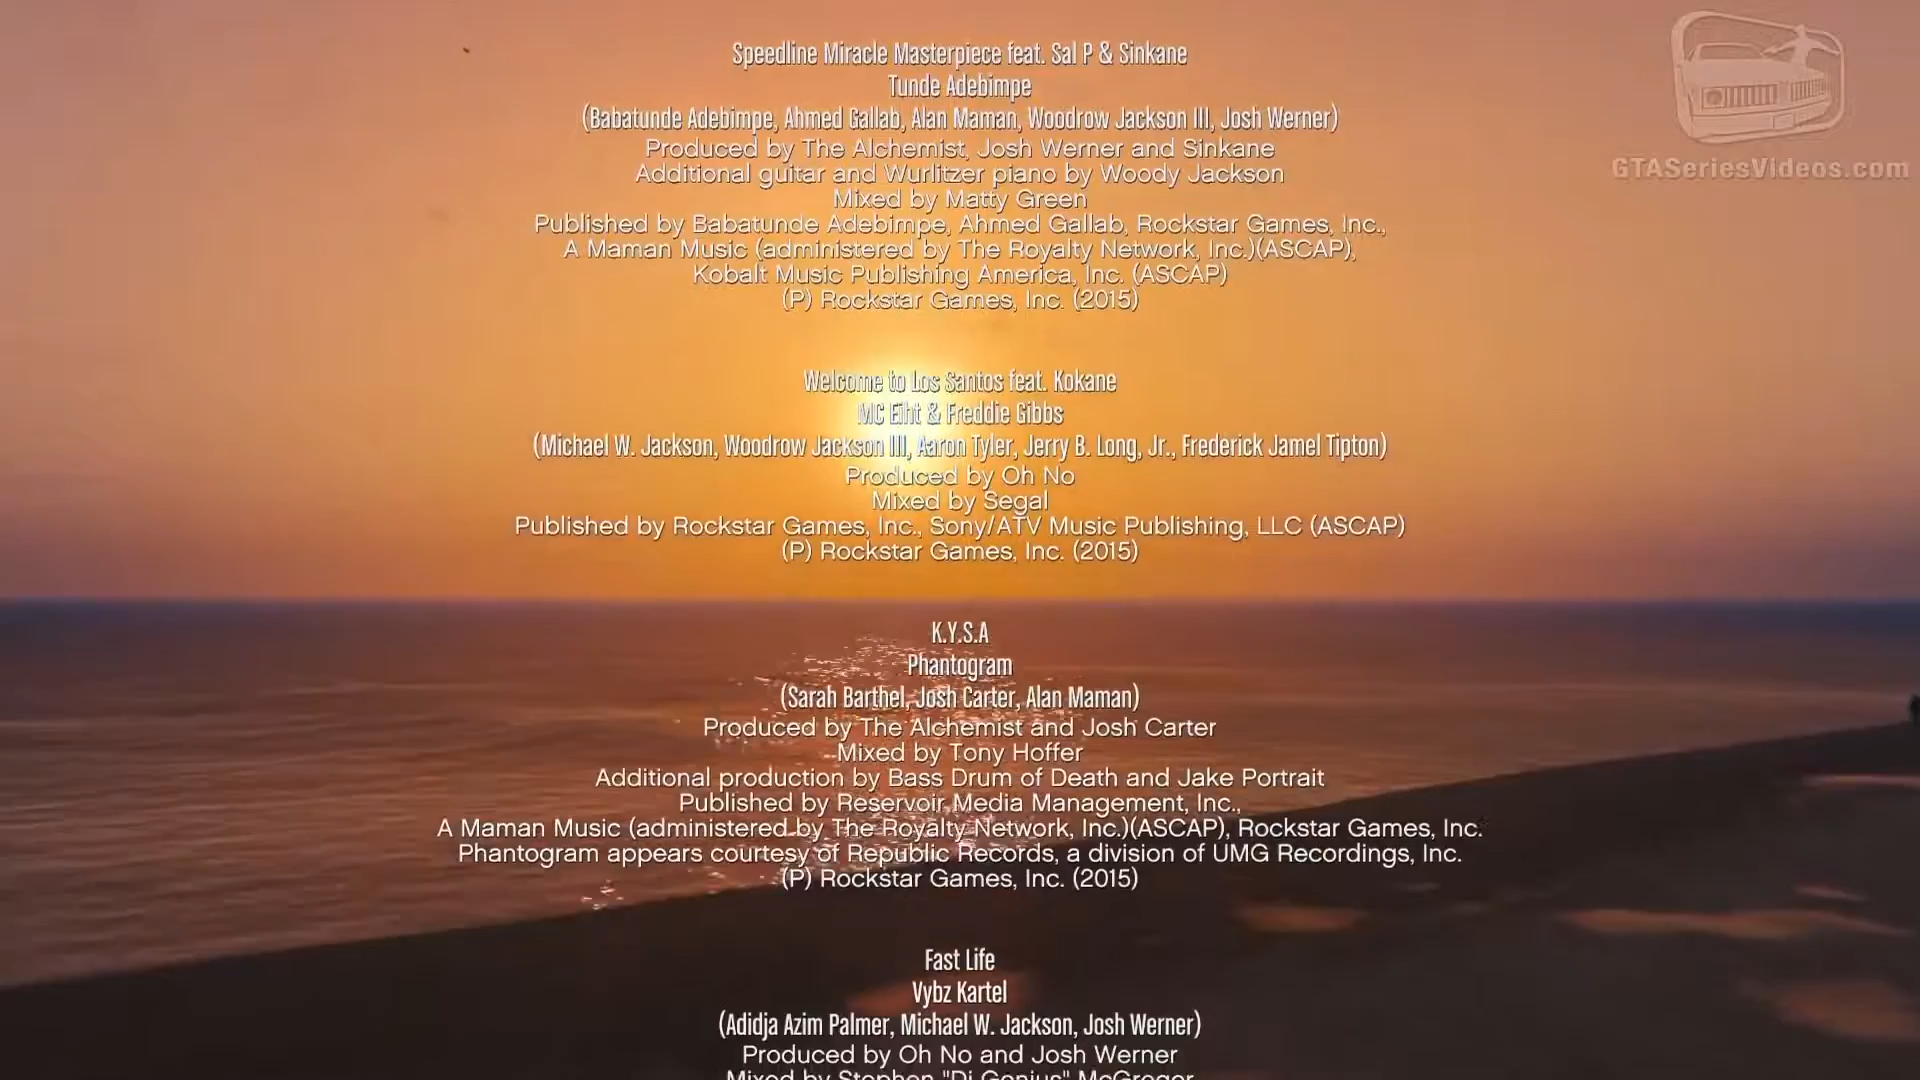 Speedline Miracle Masterpiece feat. Sal P & Sinkane
Tunde Adebimpe
(Babatunde Adebimpe, Ahmed Gallab, Alan Maman, Woodrow Jackson III, Josh Werner)
Produced by The Alchemist, Josh Werner and Sinkane
Additional guitar and Wurlitzer piano by Woody Jackson
Mixed by Matty Green
Published by Babatunde Adebimpe, Ahmed Gallab, Rockstar Games, Inc.,
A Maman Music (administered by The Royalty Network, Inc.)(ASCAP),
Kobalt Music Publishing America, Inc. (ASCAP)
(P) Rockstar Games, Inc. (2015)
GTASeriesVideos.com
Welcome to Los Santos feat. Kokane
MC Eiht & Freddie Gibbs
(Michael W. Jackson, Woodrow Jackson III, Aaron Tyler, Jerry B. Long, Jr., Frederick Jamel Tipton)
Produced by Oh No
Mixed by Segal
Published by Rockstar Games, Inc., Sony/ATV Music Publishing, LLC (ASCAP)
(P) Rockstar Games, Inc. (2015)
K.Y.S.A
Phantogram
(Sarah Barthel, Josh Carter, Alan Maman)
Produced by The Alchemist and Josh Carter
Mixed by Tony Hoffer
Additional production by Bass Drum of Death and Jake Portrait
Published by Reservoir Media Management, Inc.,
A Maman Music (administered by The Royalty Network, Inc.)(ASCAP), Rockstar Games, Inc.
Phantogram appears courtesy of Republic Records, a division of UMG Recordings, Inc.
(P) Rockstar Games, Inc. (2015)
Fast Life
Vybz Kartel
(Adidja Azim Palmer, Michael W. Jackson, Josh Werner)
Produced by Oh No and Josh Werner
Mixed by Stephen "Di Genius" McGregor